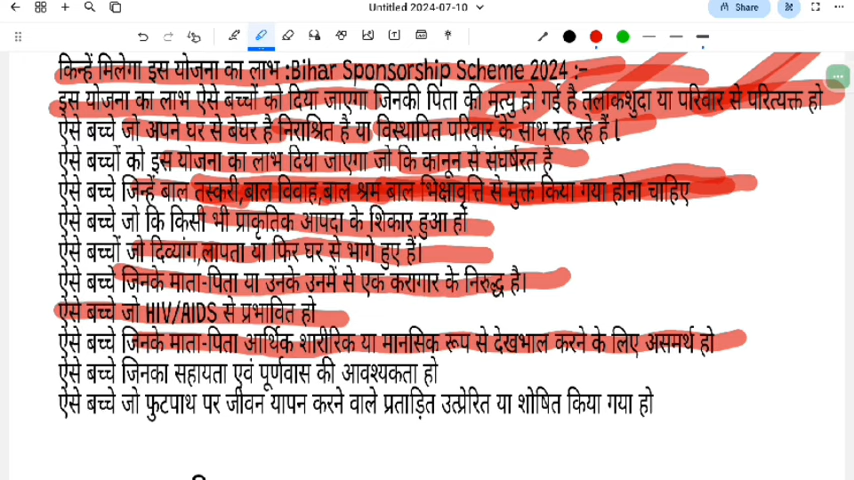 Untitled 2024-07-10
Share
किन्हें मिलेगा इस योजना का लाभ :Bihar Sponsorship Scheme 2024 :–
इस योजना का लाभ ऐसे बच्चों को दिया जाएगा जिनकी पिता की मृत्यु हो गई है तलाकशुदा या परिवार से परित्यक्त हो
ऐसे बच्चे जो अपने घर से बेघर है निराश्रित है या विस्थापित परिवार के साथ रह रहे हैं |
ऐसे बच्चों को इस योजना का लाभ दिया जाएगा जो कि कानून से संघर्षरत है
ऐसे बच्चे जिन्हें बाल तस्करी,बाल विवाह,बाल श्रम बाल भिक्षावृत्ति से मुक्त किया गया होना चाहिए
ऐसे बच्चे जो कि किसी भी प्राकृतिक आपदा के शिकार हुआ हों
ऐसे बच्चों जो दिव्यांग,लापता या फिर घर से भागे हुए हैं|
ऐसे बच्चे जिनके माता-पिता या उनके उनमें से एक करागार के निरुद्ध है|
ऐसे बच्चे जो HIV/AIDS से प्रभावित हो
ऐसे बच्चे जिनके माता-पिता आर्थिक शारीरिक या मानसिक रूप से देखभाल करने के लिए असमर्थ हो
ऐसे बच्चे जिनका सहायता एवं पूर्णवास की आवश्यकता हो
ऐसे बच्चे जो फुटपाथ पर जीवन यापन करने वाले प्रताड़ित उत्प्रेरित या शोषित किया गया हो